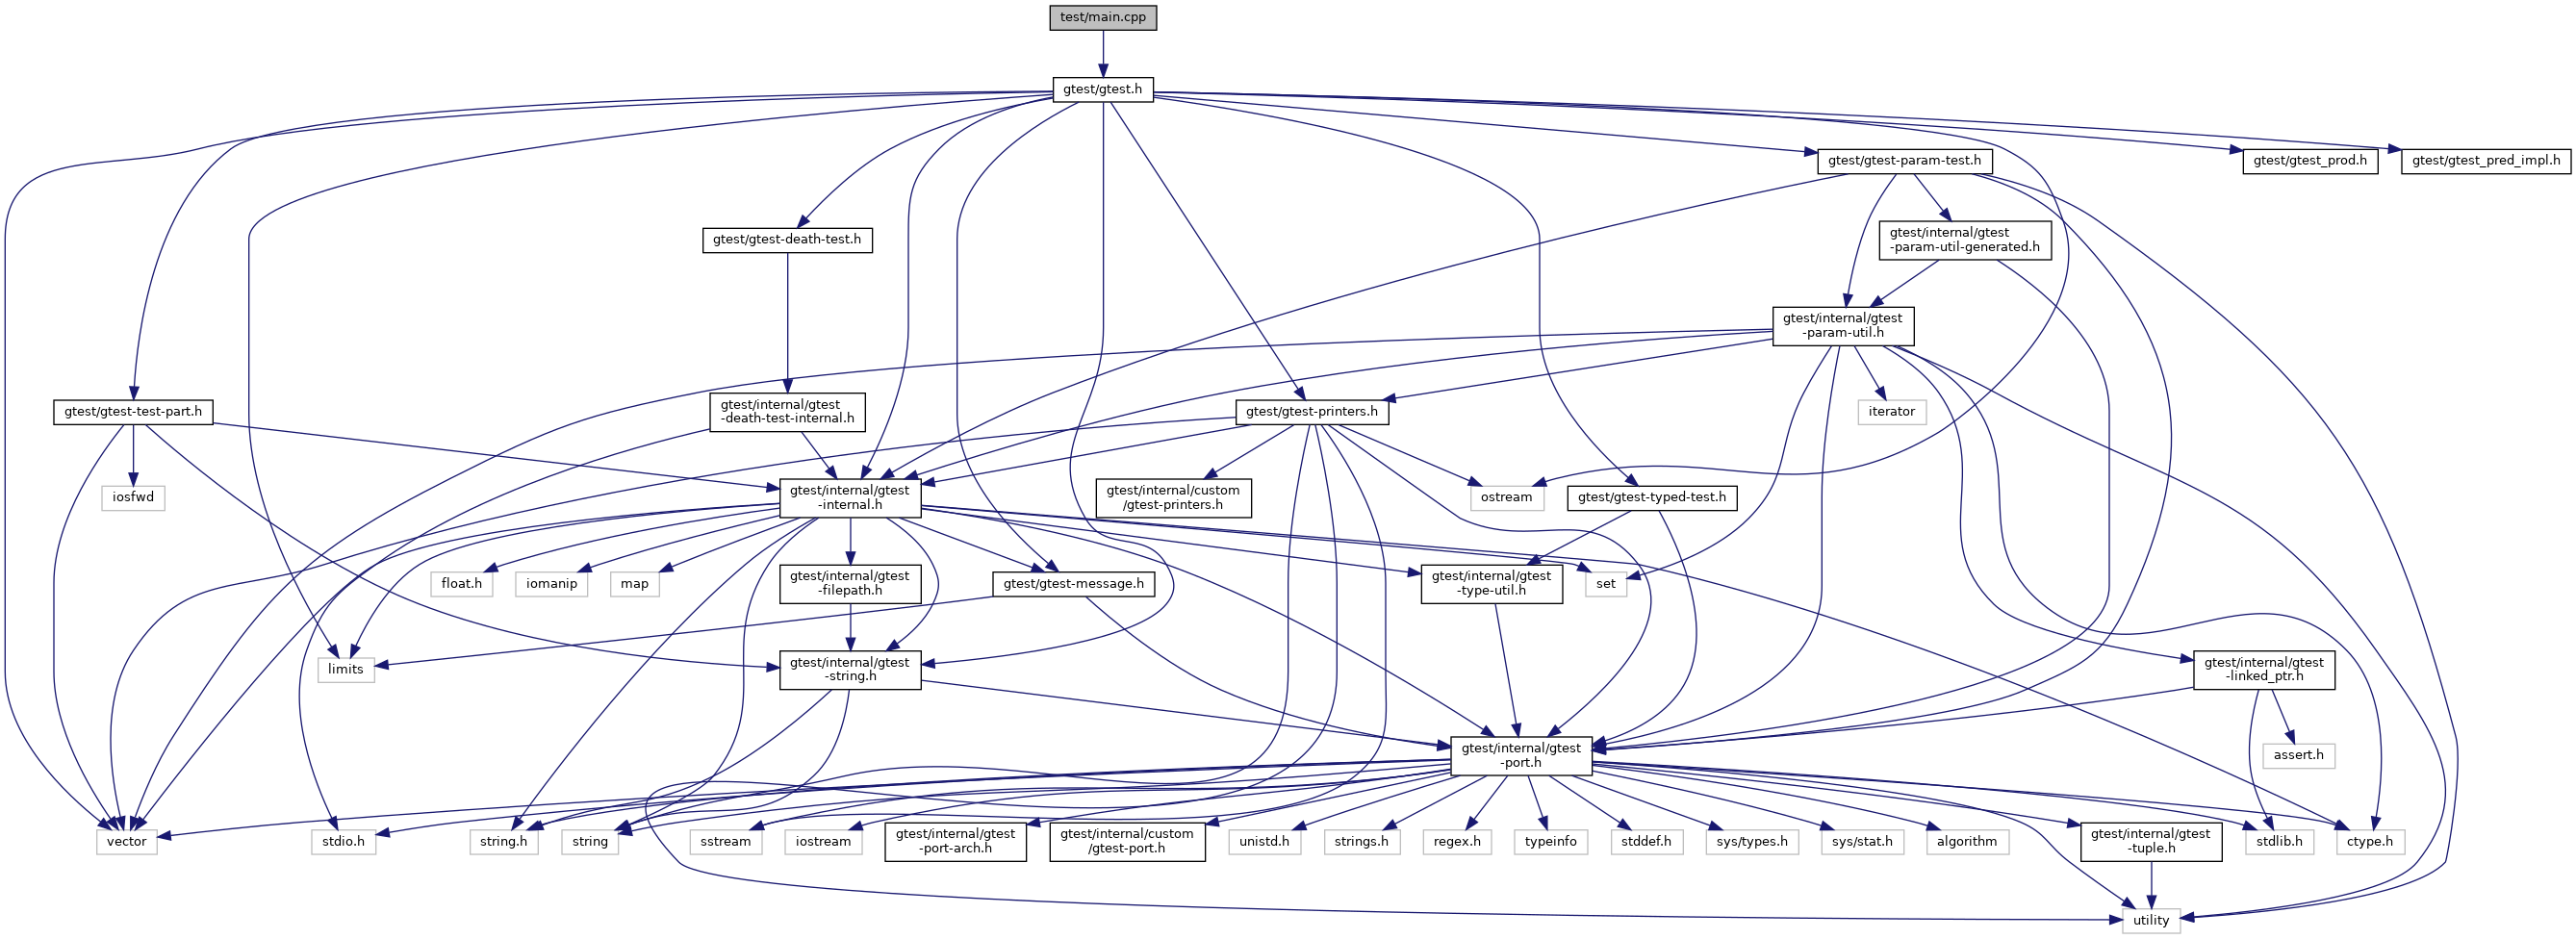 test/main.cpp
gtest/gtest.h
gtest/gtest-param-test.h
gtest/gtest_prod.h
gtest/gtest_pred_impl.h
gtest/gtest-death-test.h
gtest/internal/gtest
-param-util-generated.h
gtest/internal/gtest
-param-util.h
gtest/gtest-test-part.h
gtest/internal/gtest
-death-test-internal.h
gtest/gtest-printers.h
iterator
iosfwd
gtest/internal/gtest
-internal.h
gtest/internal/custom
/gtest-printers.h
ostream
gtest/gtest-typed-test.h
float.h
iomanip
map
gtest/internal/gtest
-filepath.h
gtest/gtest-message.h
gtest/internal/gtest
-type-util.h
set
limits
gtest/internal/gtest
-string.h
gtest/internal/gtest
-linked_ptr.h
gtest/internal/gtest
-port.h
assert.h
vector
stdio.h
string.h
string
sstream
iostream
gtest/internal/gtest
-port-arch.h
gtest/internal/custom
/gtest-port.h
unistd.h
strings.h
regex.h
typeinfo
stddef.h
sys/types.h
sys/stat.h
algorithm
gtest/internal/gtest
-tuple.h
stdlib.h
ctype.h
utility